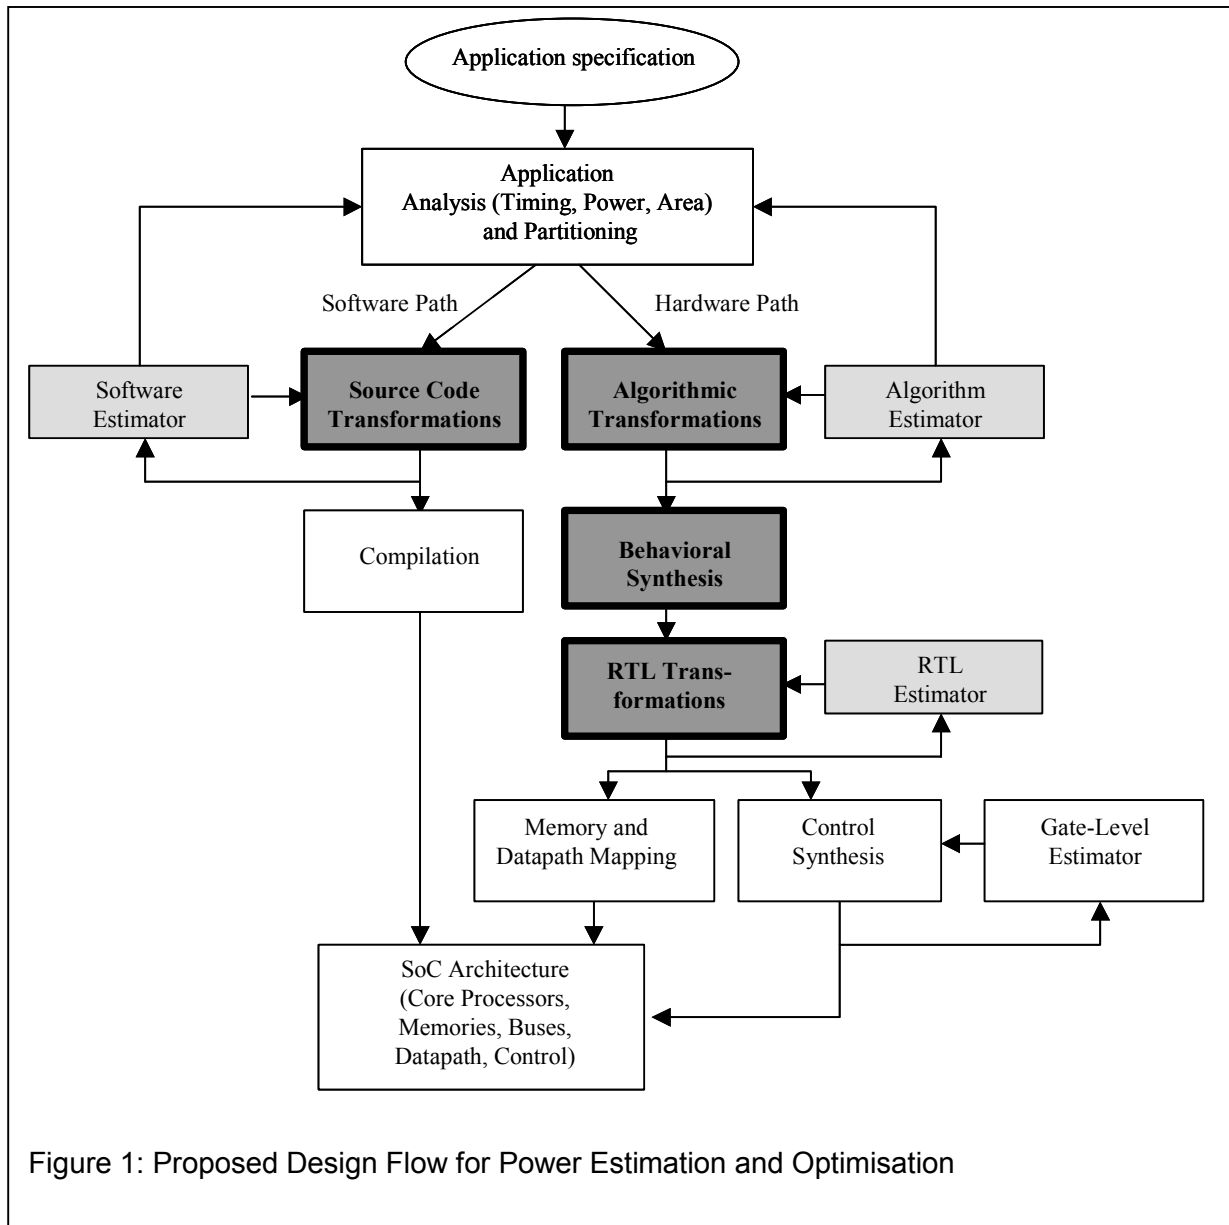 Application specification
Application
Analysis (Timing, Power, Area)
and Partitioning
Software Path
Hardware Path
Software
Estimator
Source Code
Transformations
Algorithmic
Transformations
Algorithm
Estimator
Compilation
Behavioral
Synthesis
RTL Trans-
formations
RTL
Estimator
Memory and
Datapath Mapping
Control
Synthesis
Gate-Level
Estimator
SoC Architecture
(Core Processors,
Memories, Buses,
Datapath, Control)
Figure 1: Proposed Design Flow for Power Estimation and Optimisation